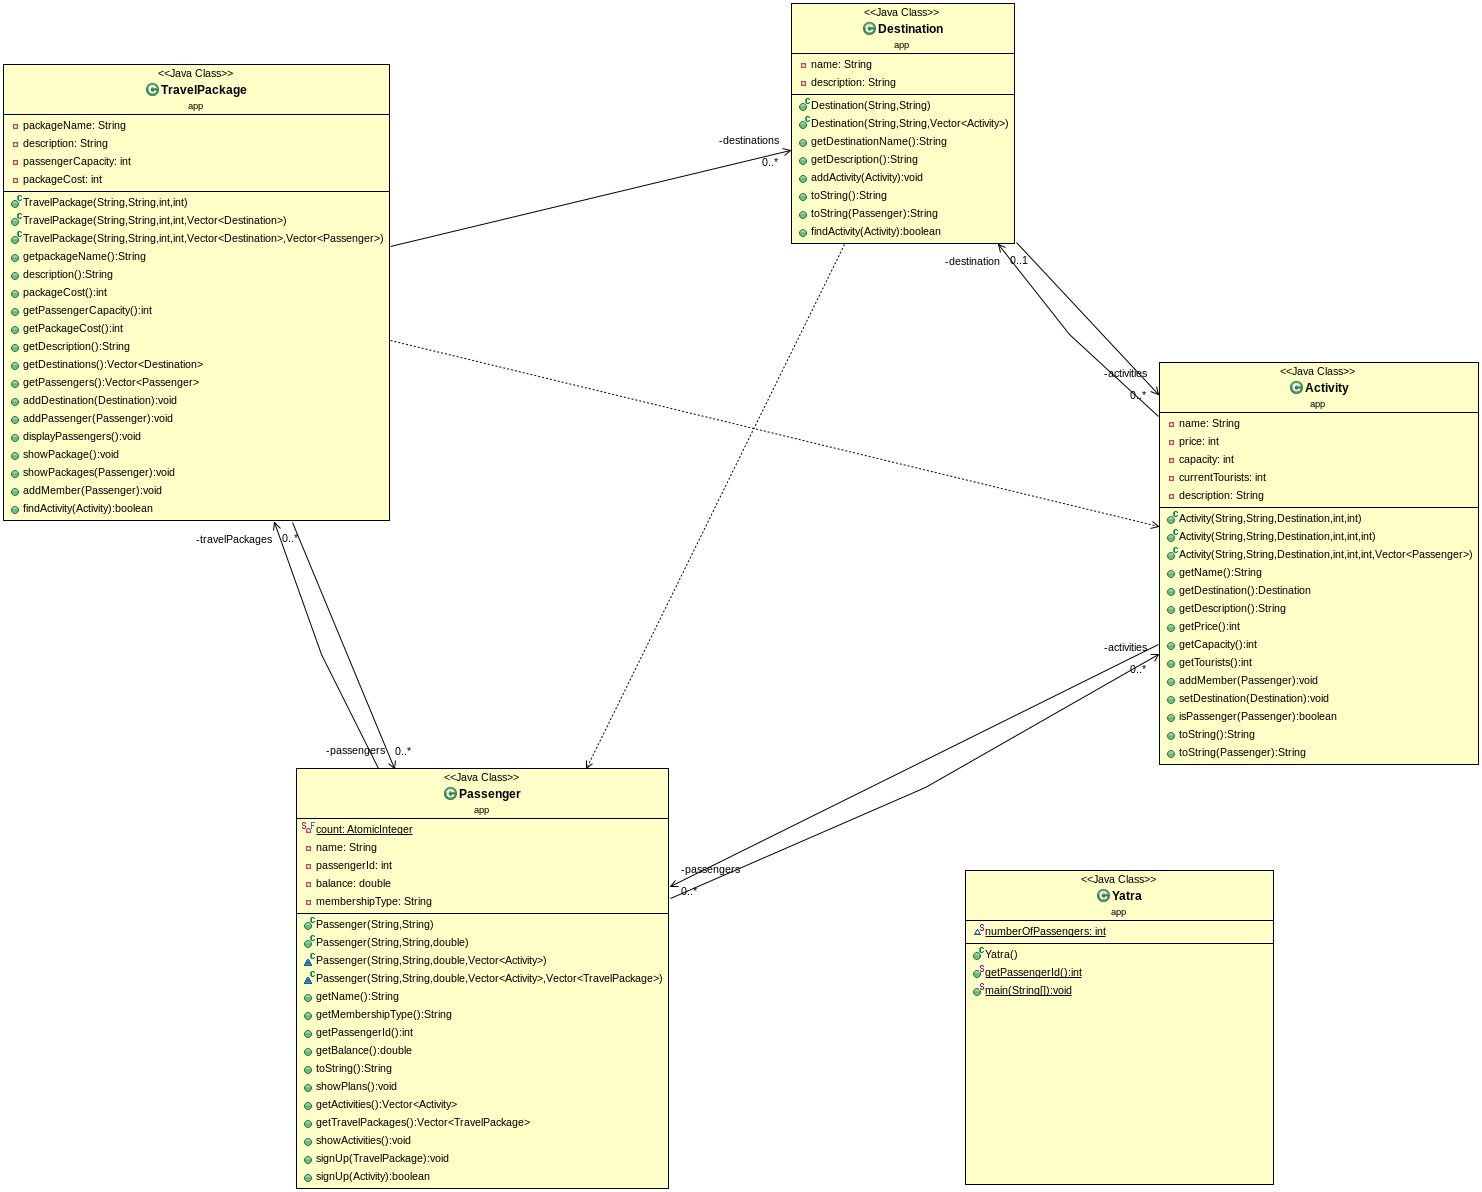 <<Java Class>>
TravelPackage
app
packageName: String
description: String
passengerCapacity: int
packageCost: int
TravelPackage(String,String,int,int)
TravelPackage(String,String,int,int,Vector<Destination>)
TravelPackage(String,String,int,int,Vector<Destination>,Vector<Passenger>)
getpackageName():String
description():String
packageCost():int
getPassengerCapacity():int
getPackageCost():int
getDescription():String
getDestinations():Vector<Destination>
getPassengers():Vector<Passenger>
addDestination(Destination):void
addPassenger(Passenger):void
displayPassengers():void
showPackage():void
showPackages(Passenger):void
addMember(Passenger):void
findActivity(Activity):boolean
<<Java Class>>
Destination
app
name: String
description: String
Destination(String,String)
Destination(String,String,Vector<Activity>)
getDestinationName():String
getDescription():String
addActivity(Activity):void
toString():String
toString(Passenger):String
findActivity(Activity):boolean
-destinations
0..*
-destination
0..1
-activities
0..*
<<Java Class>>
Activity
app
name: String
price: int
capacity: int
currentTourists: int
description: String
Activity(String,String,Destination,int,int)
Activity(String,String,Destination,int,int,int)
Activity(String,String,Destination,int,int,int,Vector<Passenger>)
getName():String
getDestination():Destination
getDescription():String
getPrice():int
getCapacity():int
getTourists():int
addMember(Passenger):void
setDestination(Destination):void
isPassenger(Passenger):boolean
toString():String
toString(Passenger):String
-travelPackages
0..*
-passengers
0..*
-activities
0..*
-passengers
0..*
<<Java Class>>
Passenger
app
count: AtomicInteger
name: String
passengerId: int
balance: double
membershipType: String
Passenger(String,String)
Passenger(String,String,double)
Passenger(String,String,double,Vector<Activity>)
Passenger(String,String,double,Vector<Activity>,Vector<TravelPackage>)
getName():String
getMembershipType():String
getPassengerId():int
getBalance():double
toString():String
showPlans():void
getActivities():Vector<Activity>
getTravelPackages():Vector<TravelPackage>
showActivities():void
signUp(TravelPackage):void
signUp(Activity):boolean
<<Java Class>>
Yatra
app
numberOfPassengers: int
Yatra()
getPassengerId():int
main(String[]):void